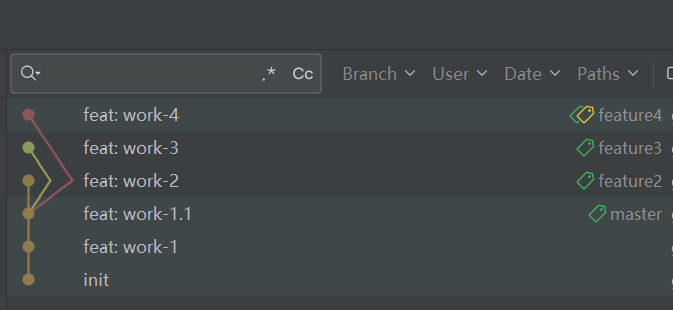 .* Cc Branch User Date Paths
feat: work-4 feature4
feat: work-3 feature3
feat: work-2 feature2
feat: work-1.1 master
feat: work-1
init